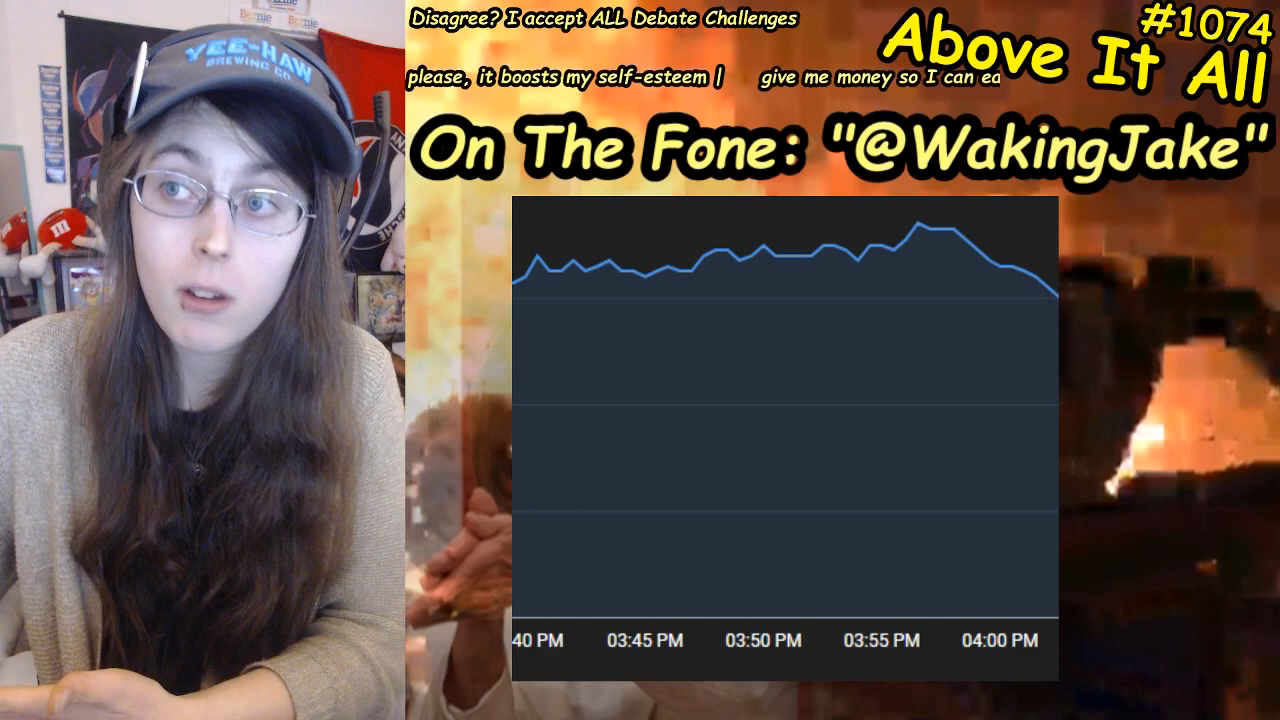 Bernie
Bernie
YEE-HAW
BREWING CO
Disagree? I accept ALL Debate Challenges
#1074
please, it boosts my self-esteem | give me money so I can ea
Above It All
On The Fone: "@WakingJake"
40 PM 03:45 PM 03:50 PM 03:55 PM 04:00 PM